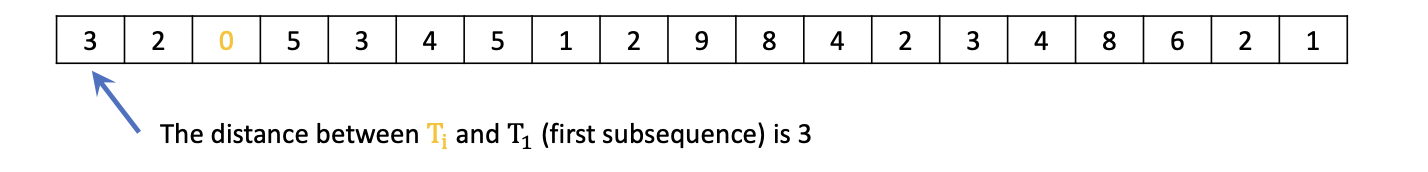 3 2 0 5 3 4 5 1 2 9 8 4 2 3 4 8 6 2 1
The distance between Tᵢ and T₁ (first subsequence) is 3